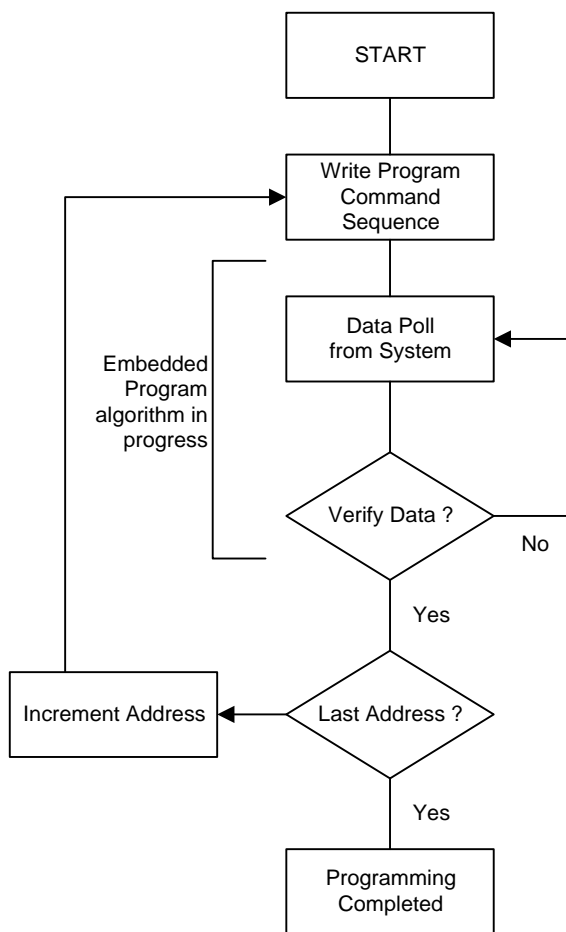 START
Write Program
Command
Sequence
Data Poll
from System
Embedded
Program
algorithm in
progress
Verify Data ?
No
Yes
Increment Address
Last Address ?
Yes
Programming
Completed